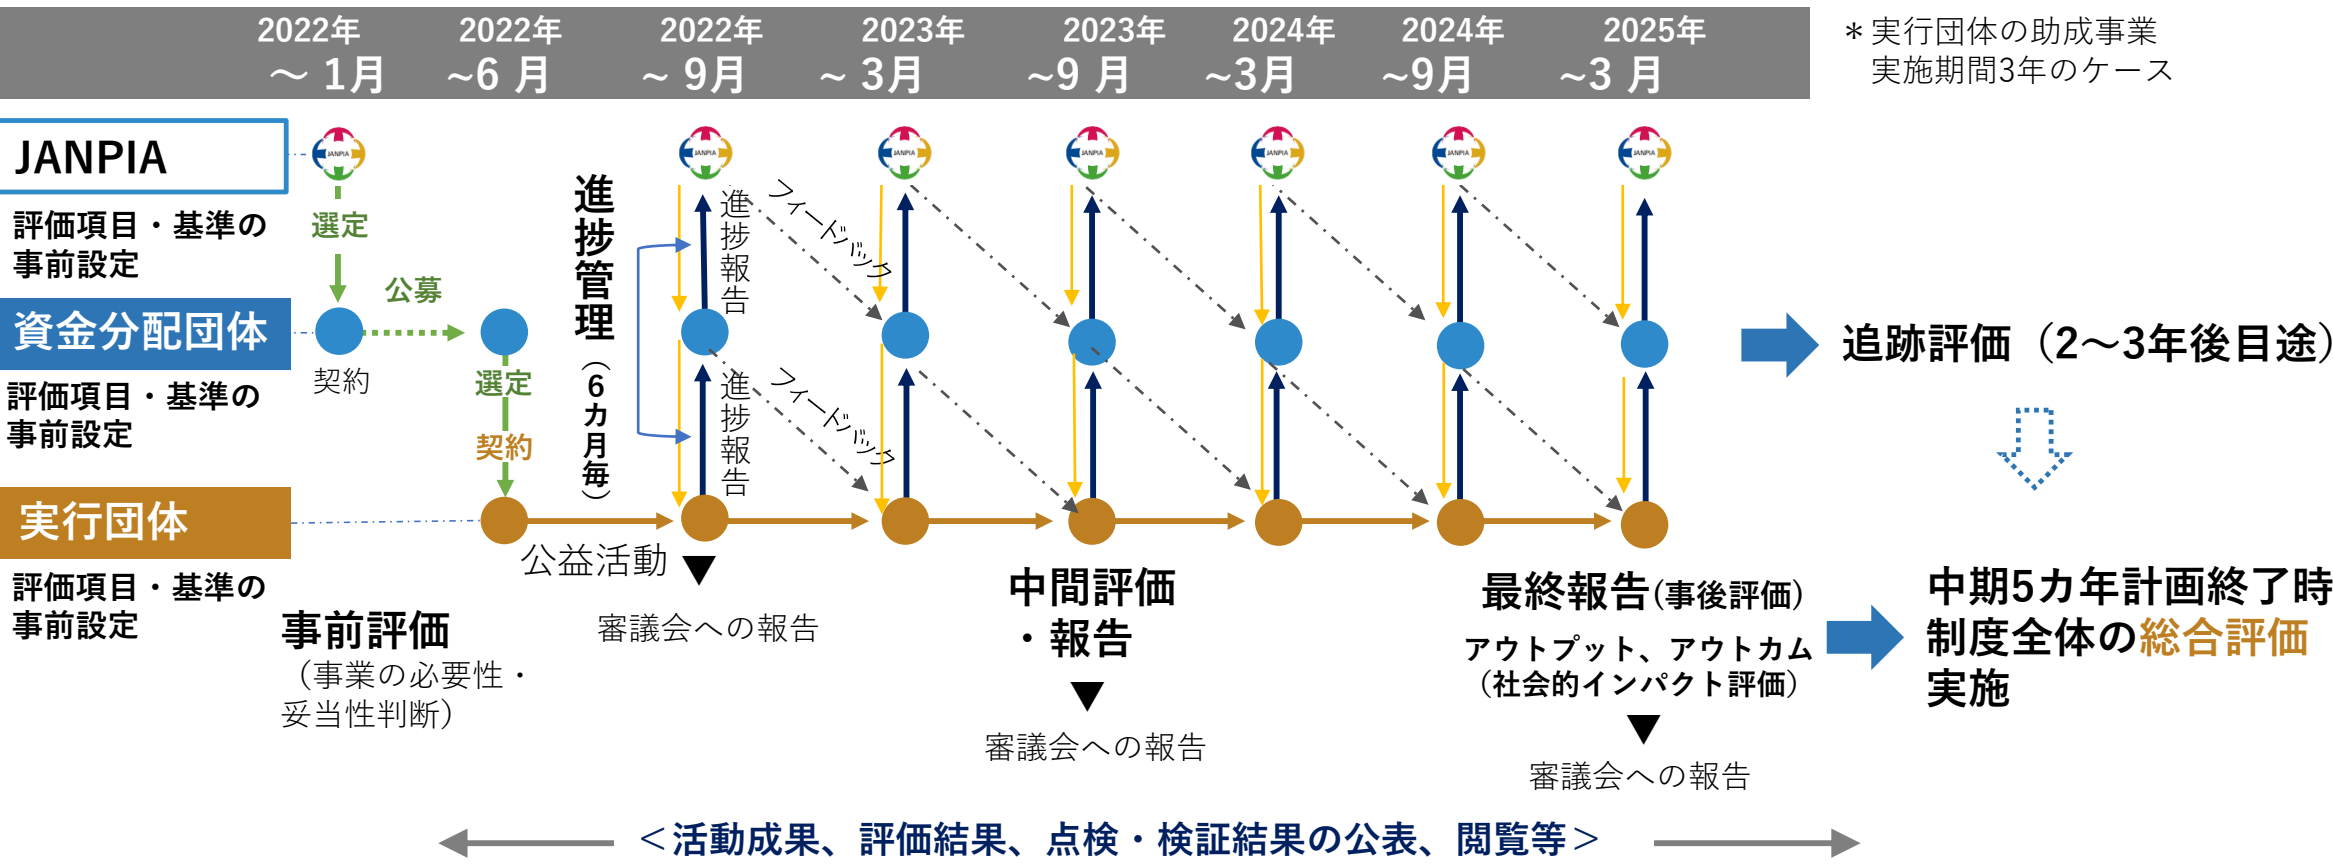 2022年
～ 1月
2022年
~6 月
2022年
~ 9月
2023年
~ 3月
2023年
~9 月
2024年
~3月
2024年
~9月
2025年
~3 月
＊実行団体の助成事業
実施期間3年のケース
JANPIA
JANPIA
JANPIA
JANPIA
JANPIA
JANPIA
JANPIA
JANPIA
評価項目・基準の
事前設定
選定
公募
資金分配団体
契約
評価項目・基準の
事前設定
選定
契約
実行団体
評価項目・基準の
事前設定
進捗管理（6カ月毎）
進捗報告
フィードバック
進捗報告
フィードバック
公益活動
審議会への報告
事前評価
（事業の必要性・
妥当性判断）
中間評価
・報告
審議会への報告
最終報告(事後評価)
アウトプット、アウトカム
（社会的インパクト評価）
審議会への報告
追跡評価（2～3年後目途）
中期5カ年計画終了時
制度全体の総合評価
実施
＜活動成果、評価結果、点検・検証結果の公表、閲覧等＞